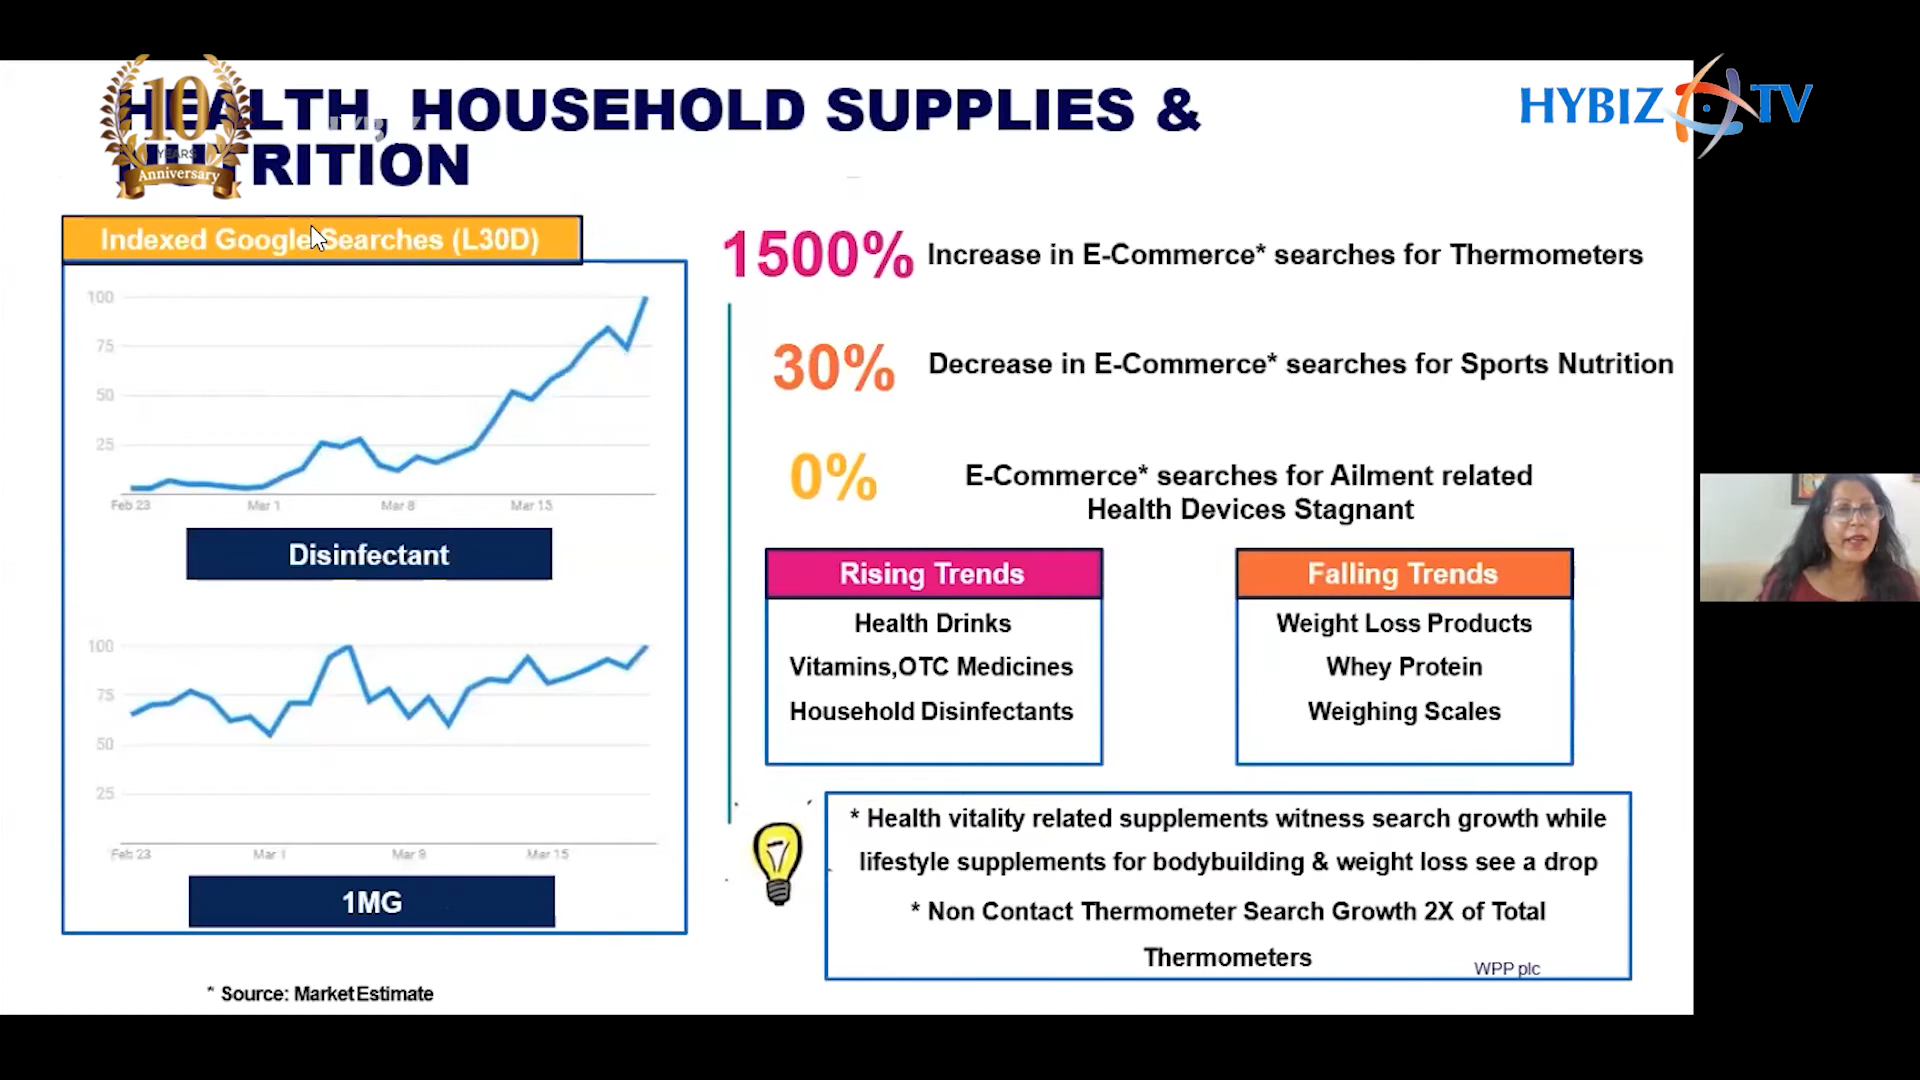 10
YEARS
Anniversary
HYBIZ TV
HEALTH, HOUSEHOLD SUPPLIES &
NUTRITION
Indexed Google Searches (L30D)
100
75
50
25
Feb 23
Mar 1
Mar 8
Mar 15
Disinfectant
100
75
50
25
Feb 23
Mar 1
Mar 9
Mar 15
1MG
* Source: Market Estimate
1500% Increase in E-Commerce* searches for Thermometers
30% Decrease in E-Commerce* searches for Sports Nutrition
0% E-Commerce* searches for Ailment related
Health Devices Stagnant
Rising Trends
Health Drinks
Vitamins,OTC Medicines
Household Disinfectants
Falling Trends
Weight Loss Products
Whey Protein
Weighing Scales
* Health vitality related supplements witness search growth while
lifestyle supplements for bodybuilding & weight loss see a drop
* Non Contact Thermometer Search Growth 2X of Total
Thermometers
WPP plc